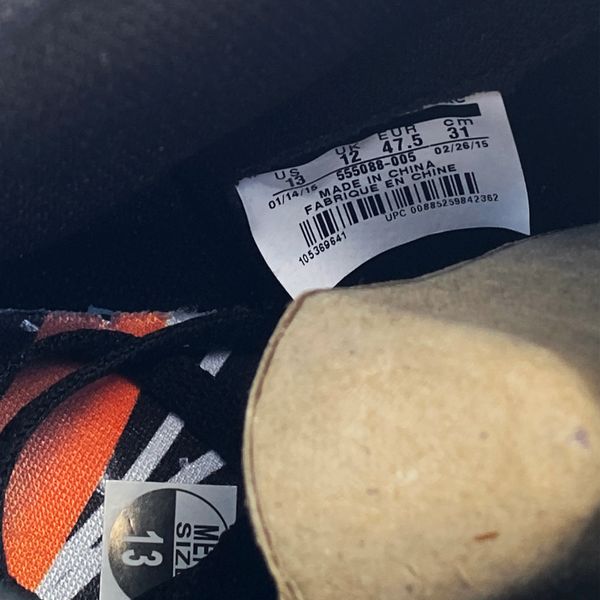 US UK EUR cm
13 12 47.5 31
01/14/15 555088-005 02/26/15
MADE IN CHINA
FABRIQUE EN CHINE
105369641 UPC 00885259842362
13
SIZ